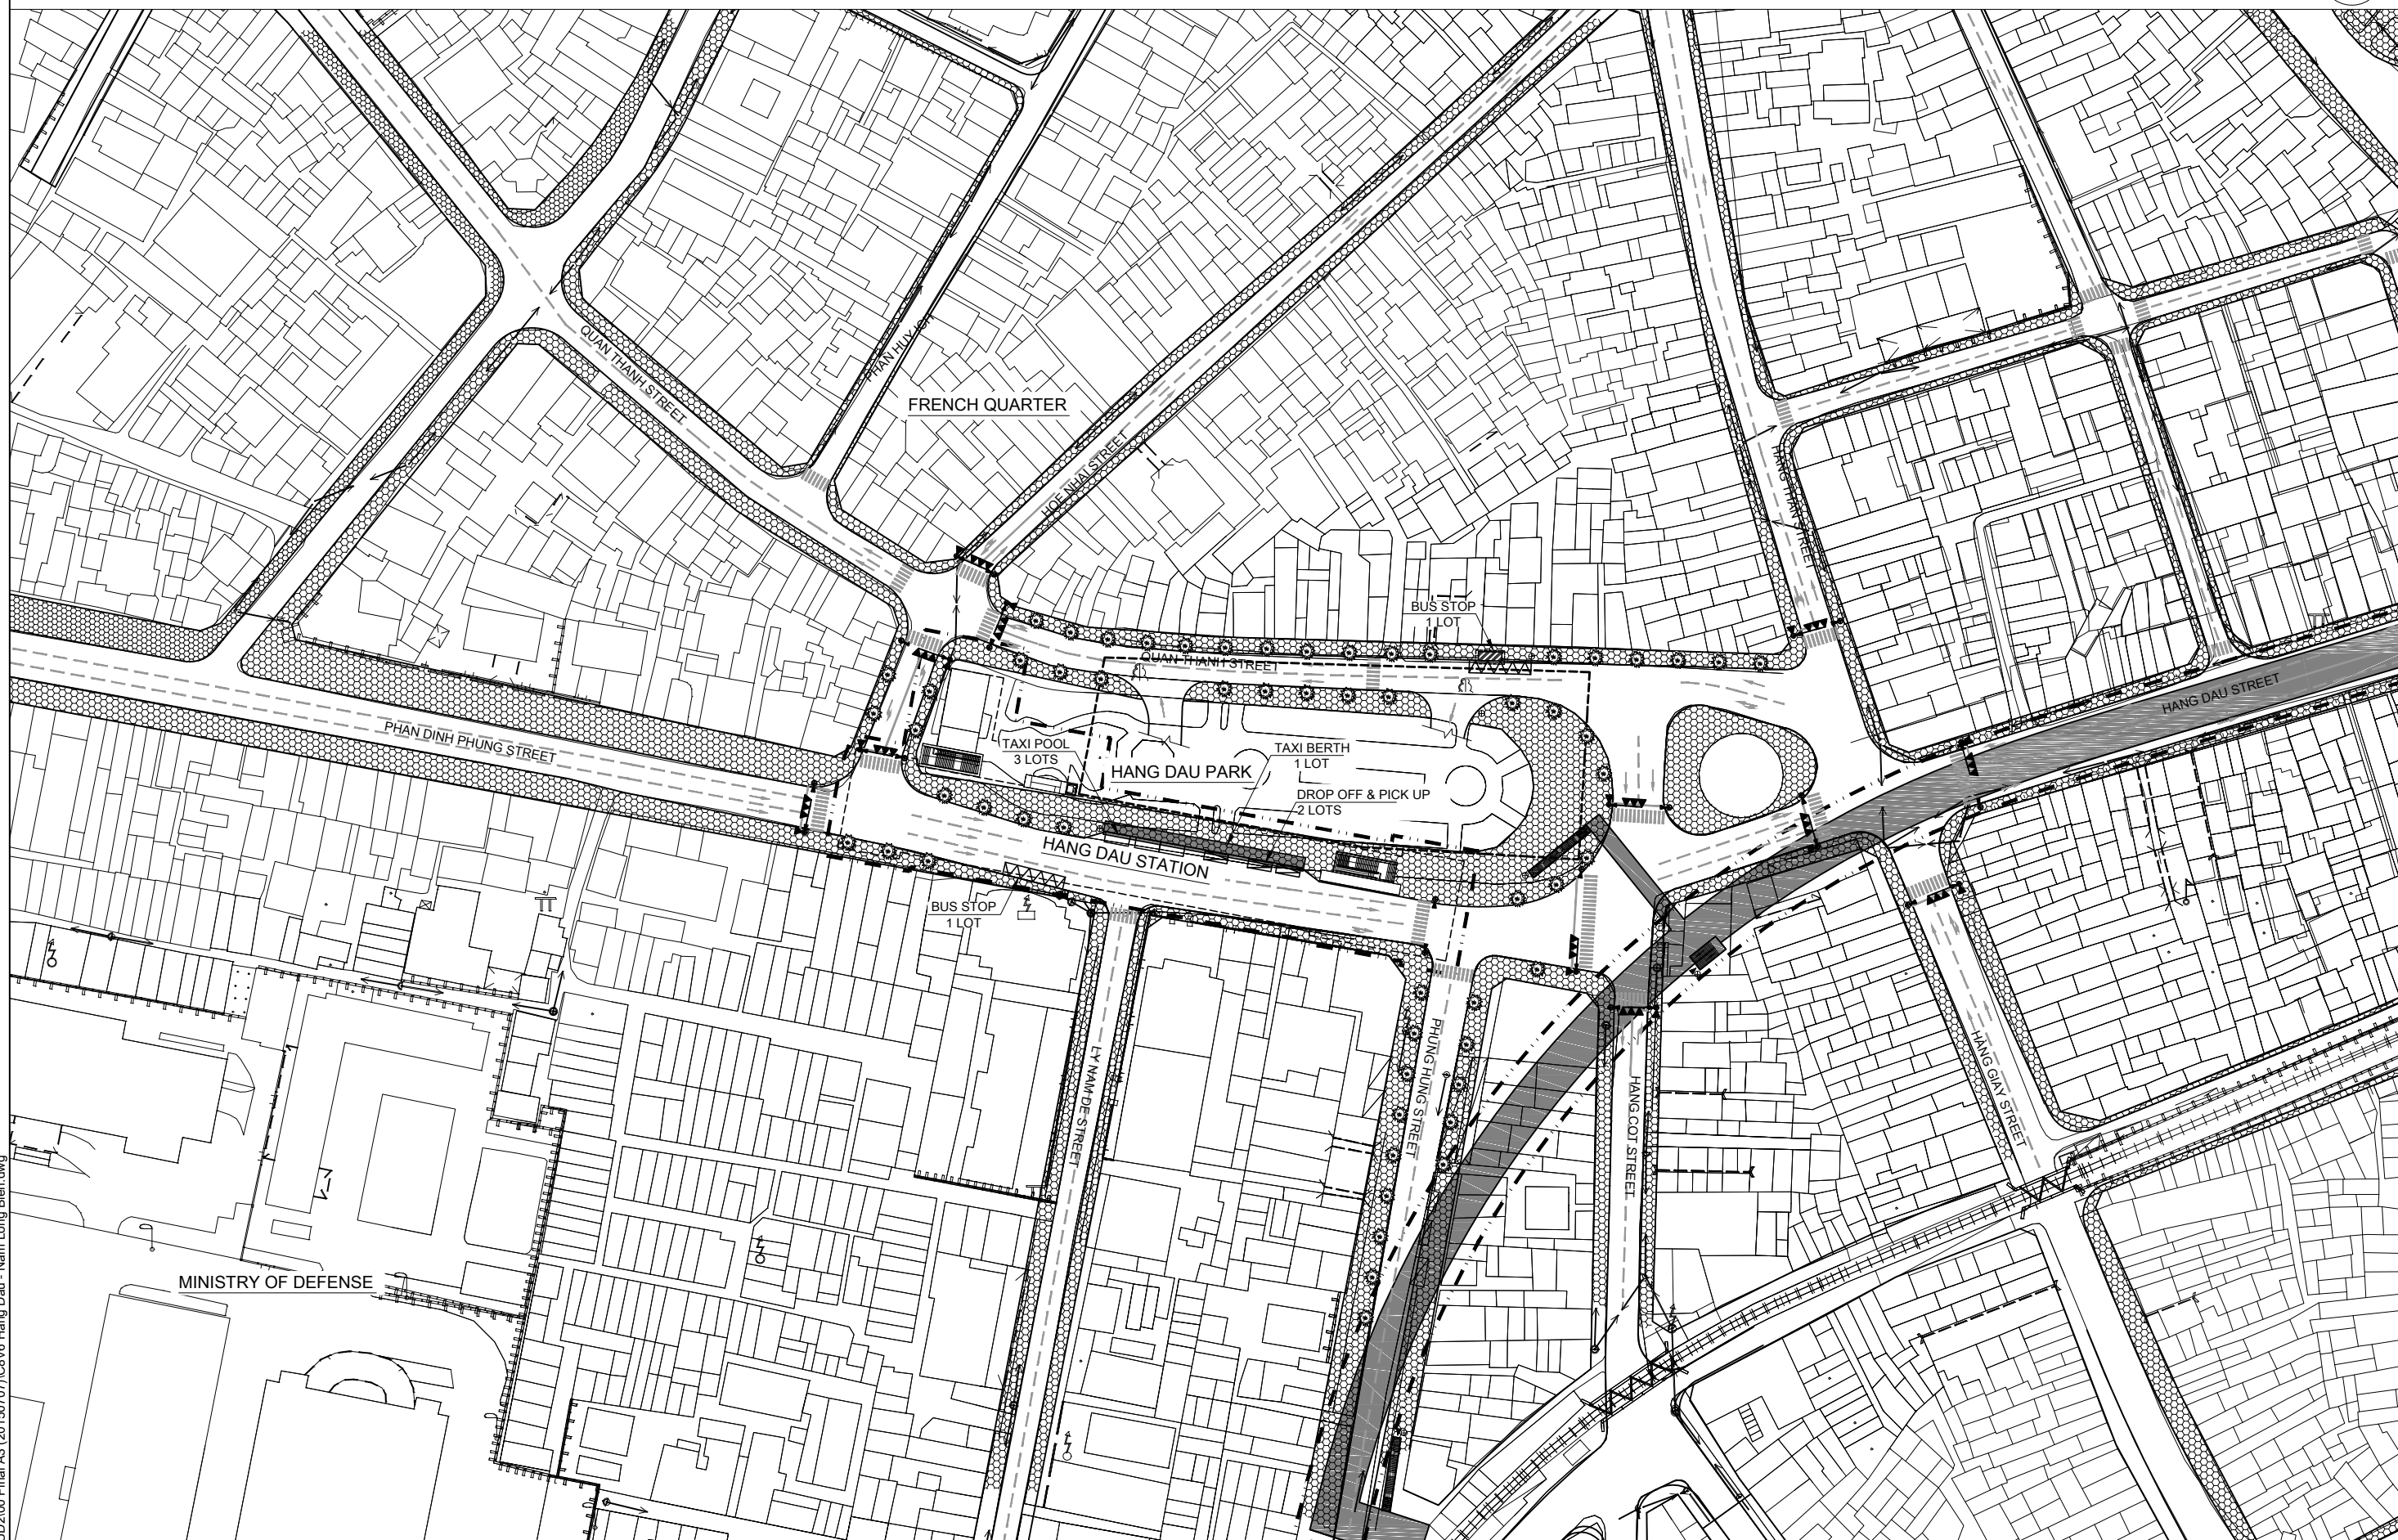 QUAN THANH STREET
PHAN HUY ICH
FRENCH QUARTER
HOE NHAI STREET
HANG THAN STREET
BUS STOP
1 LOT
QUAN THANH STREET
HANG DAU STREET
PHAN DINH PHUNG STREET
TAXI POOL
3 LOTS
HANG DAU PARK
TAXI BERTH
1 LOT
DROP OFF & PICK UP
2 LOTS
HANG DAU STATION
BUS STOP
1 LOT
LY NAM DE STREET
PHUNG HUNG STREET
HANG COT STREET
HANG GIAY STREET
MINISTRY OF DEFENSE